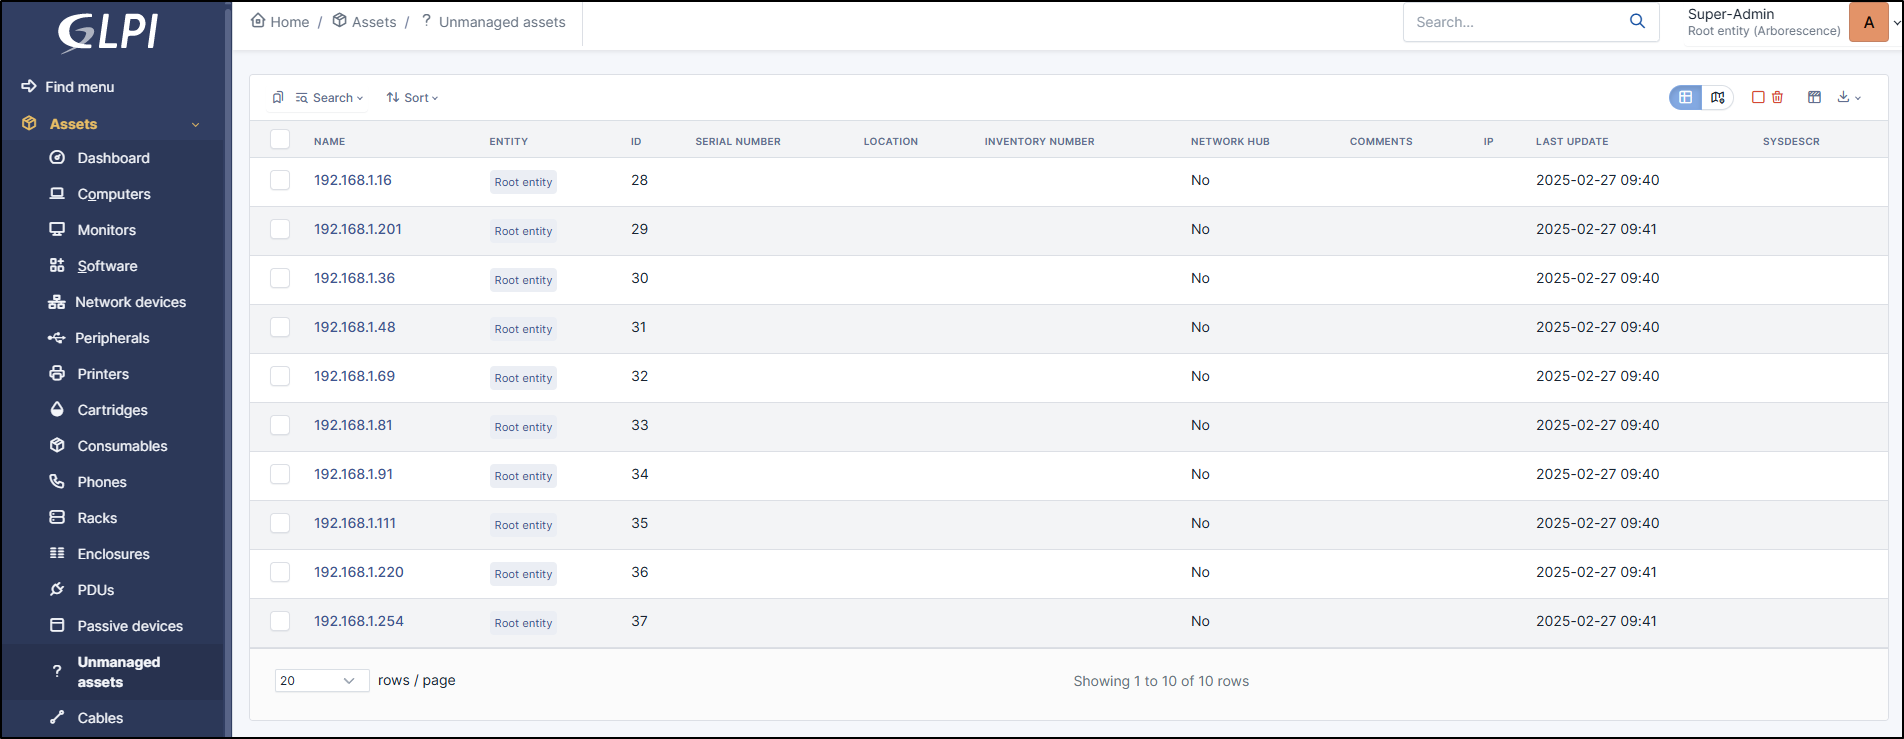 GLPI
Find menu
Assets
Dashboard
Computers
Monitors
Software
Network devices
Peripherals
Printers
Cartridges
Consumables
Phones
Racks
Enclosures
PDUs
Passive devices
Unmanaged
assets
Cables
Home / Assets / ? Unmanaged assets
Search...
Super-Admin
Root entity (Arborescence)
A
Search
Sort
NAME ENTITY ID SERIAL NUMBER LOCATION INVENTORY NUMBER NETWORK HUB COMMENTS IP LAST UPDATE SYSDESCR
192.168.1.16 Root entity 28 No 2025-02-27 09:40
192.168.1.201 Root entity 29 No 2025-02-27 09:41
192.168.1.36 Root entity 30 No 2025-02-27 09:40
192.168.1.48 Root entity 31 No 2025-02-27 09:40
192.168.1.69 Root entity 32 No 2025-02-27 09:40
192.168.1.81 Root entity 33 No 2025-02-27 09:40
192.168.1.91 Root entity 34 No 2025-02-27 09:40
192.168.1.111 Root entity 35 No 2025-02-27 09:40
192.168.1.220 Root entity 36 No 2025-02-27 09:41
192.168.1.254 Root entity 37 No 2025-02-27 09:41
20 rows / page
Showing 1 to 10 of 10 rows